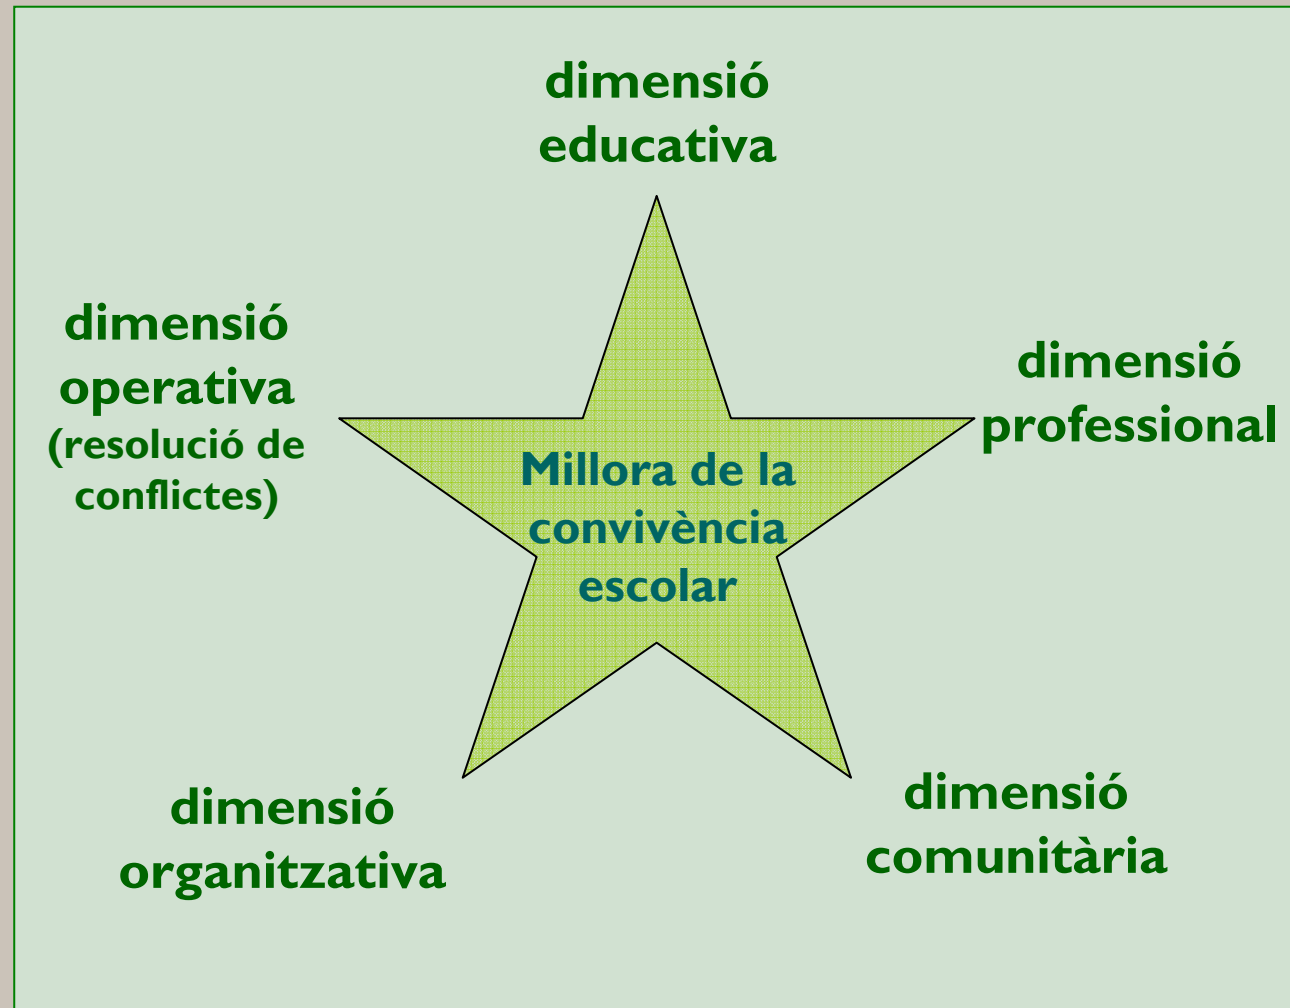 dimensió
educativa
dimensió
operativa
(resolució de
conflictes)
dimensió
professional
Millora de la
convivència
escolar
dimensió
organitzativa
dimensió
comunitària